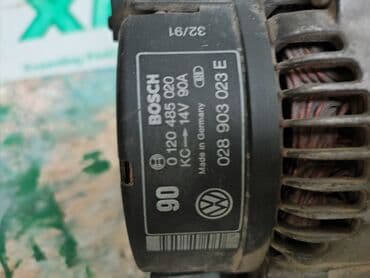 32/91
BOSCH
0 120 485 020
KC → 14V 90A
Made in Germany
028 903 023 E
90